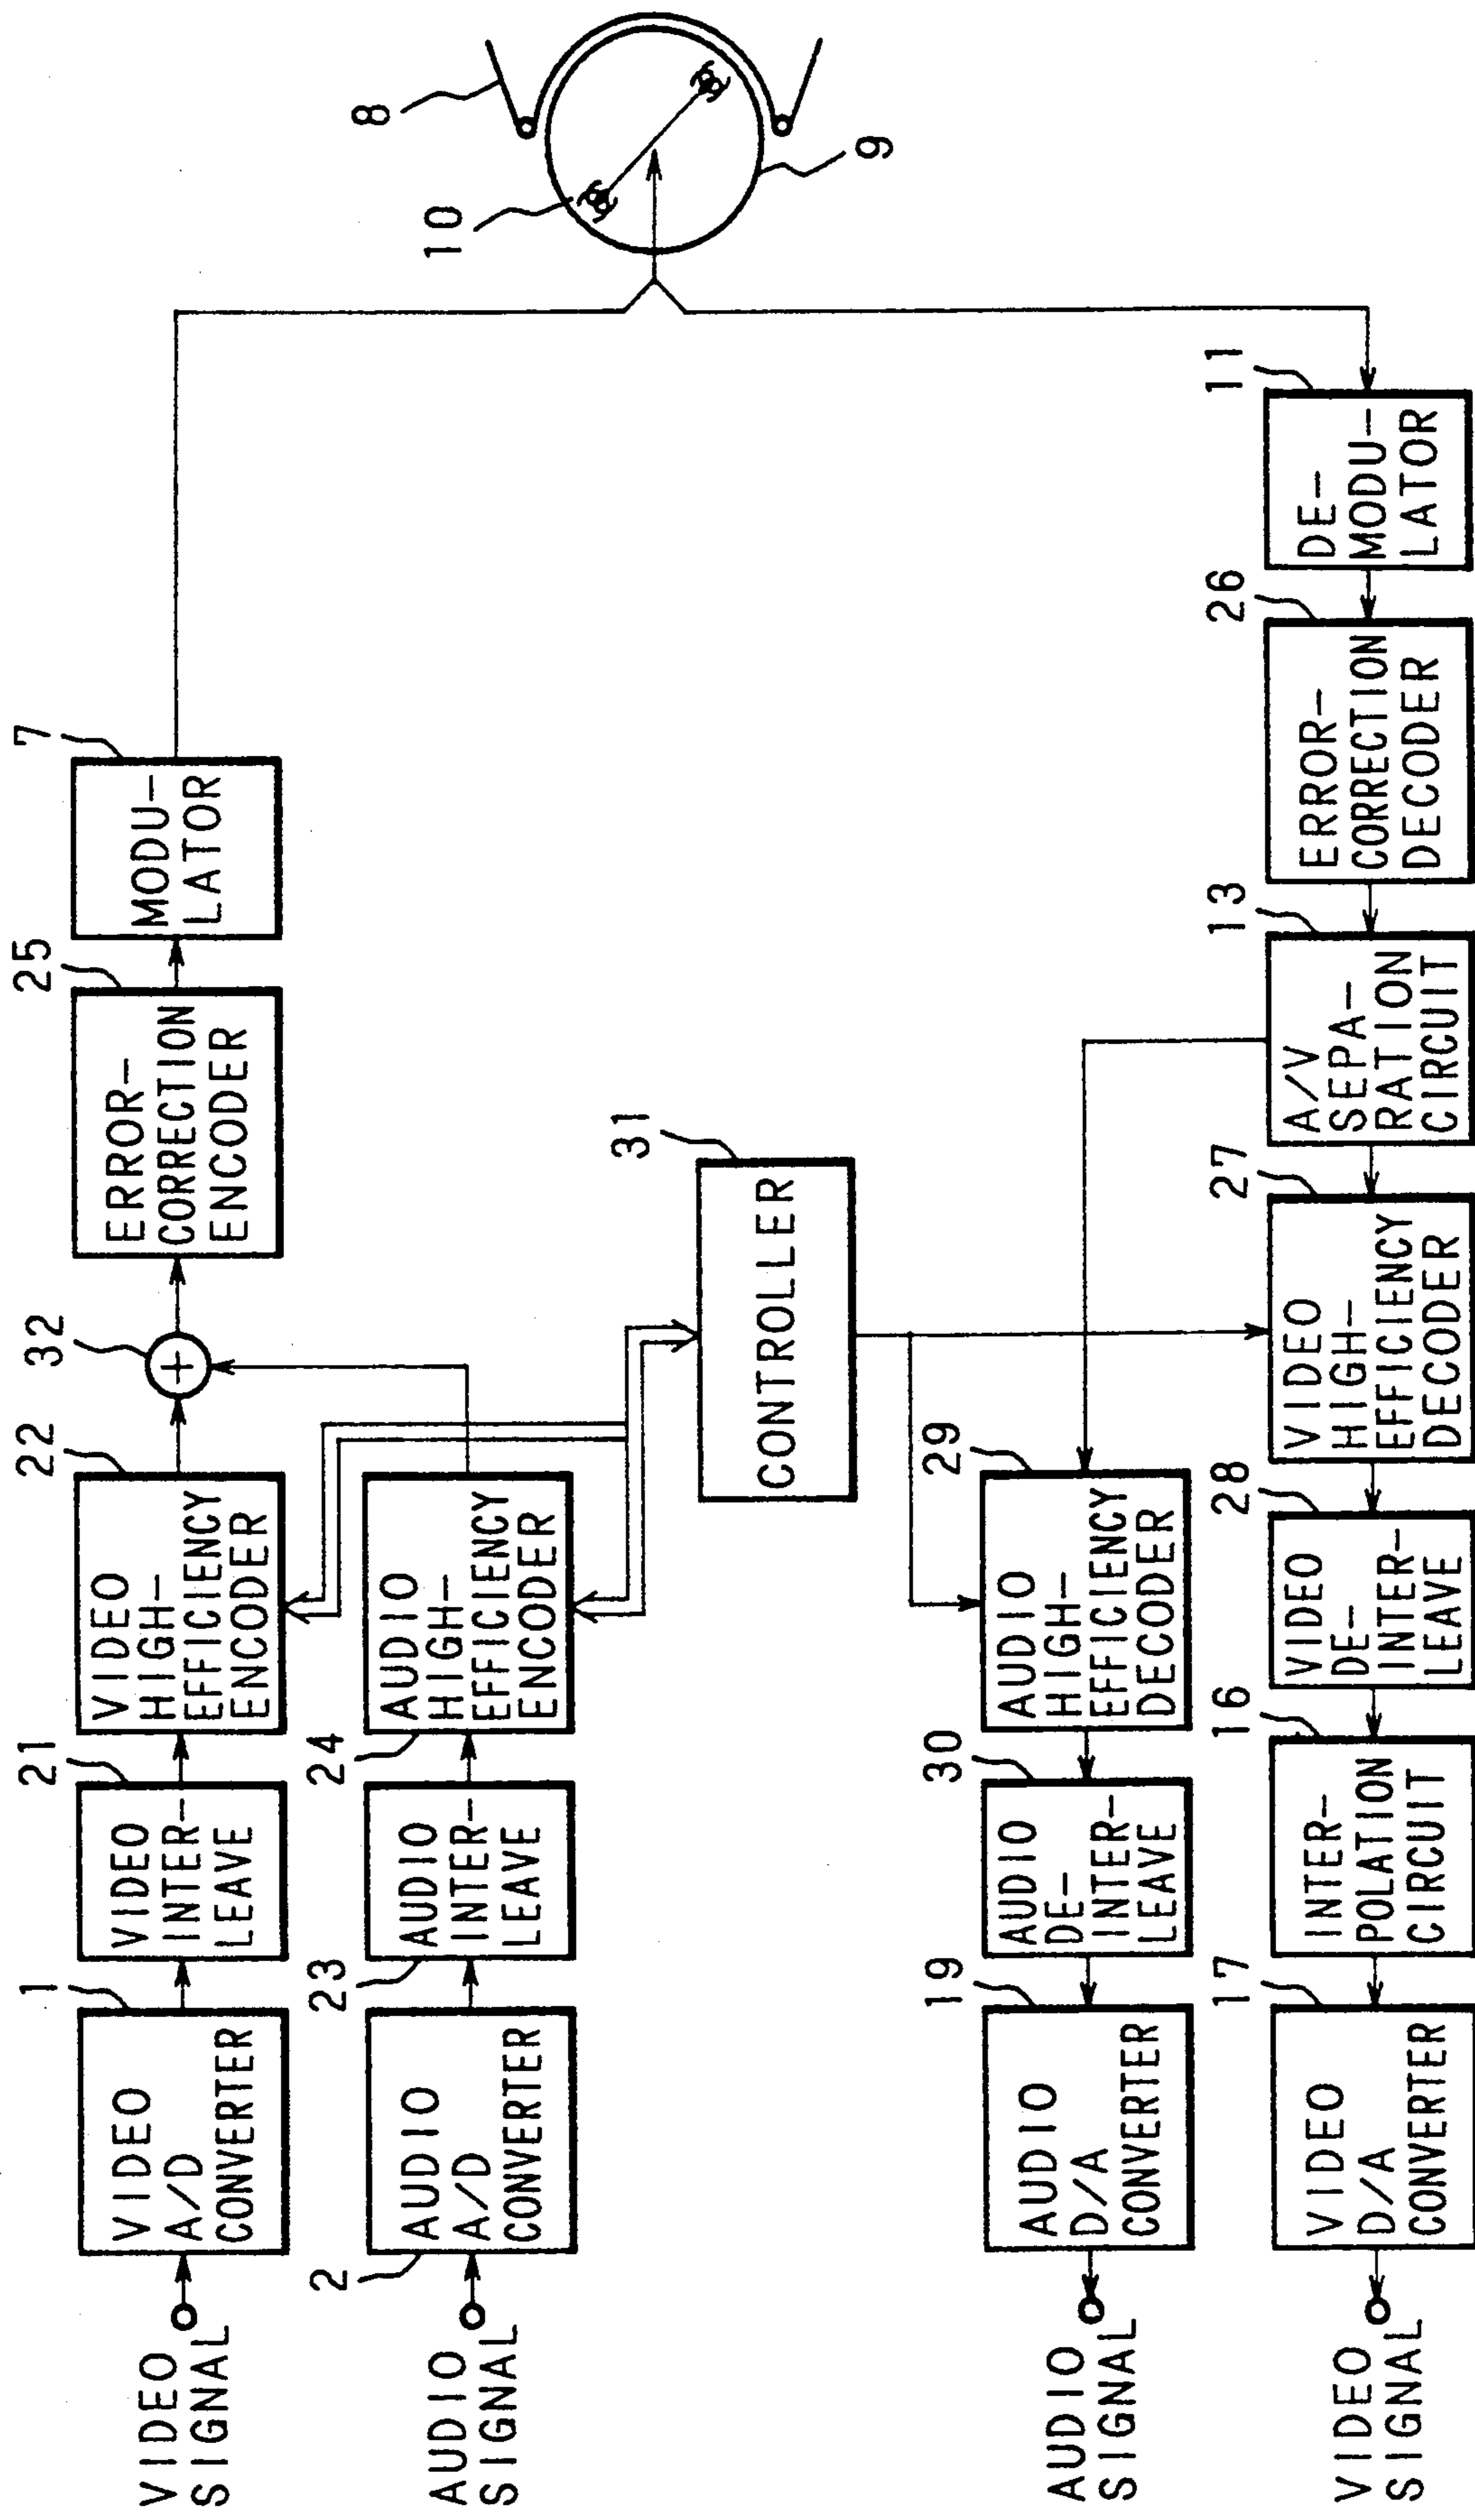 VIDEO
SIGNAL
1
VIDEO
A/D
CONVERTER
21
VIDEO
INTER-
LEAVE
22
VIDEO
HIGH-
EFFICIENCY
ENCODER
32
+
25
ERROR-
CORRECTION
ENCODER
7
MODU-
LATOR
AUDIO
SIGNAL
2
AUDIO
A/D
CONVERTER
23
AUDIO
INTER-
LEAVE
24
AUDIO
HIGH-
EFFICIENCY
ENCODER
8
10
9
31
CONTROLLER
AUDIO
SIGNAL
19
AUDIO
D/A
CONVERTER
30
AUDIO
DE-
INTER-
LEAVE
29
AUDIO
HIGH-
EFFICIENCY
DECODER
VIDEO
SIGNAL
17
VIDEO
D/A
CONVERTER
16
INTER-
POLATION
CIRCUIT
28
VIDEO
DE-
INTER-
LEAVE
27
VIDEO
HIGH-
EFFICIENCY
DECODER
13
A/V
SEPA-
RATION
CIRCUIT
26
ERROR-
CORRECTION
DECODER
11
DE-
MODU-
LATOR